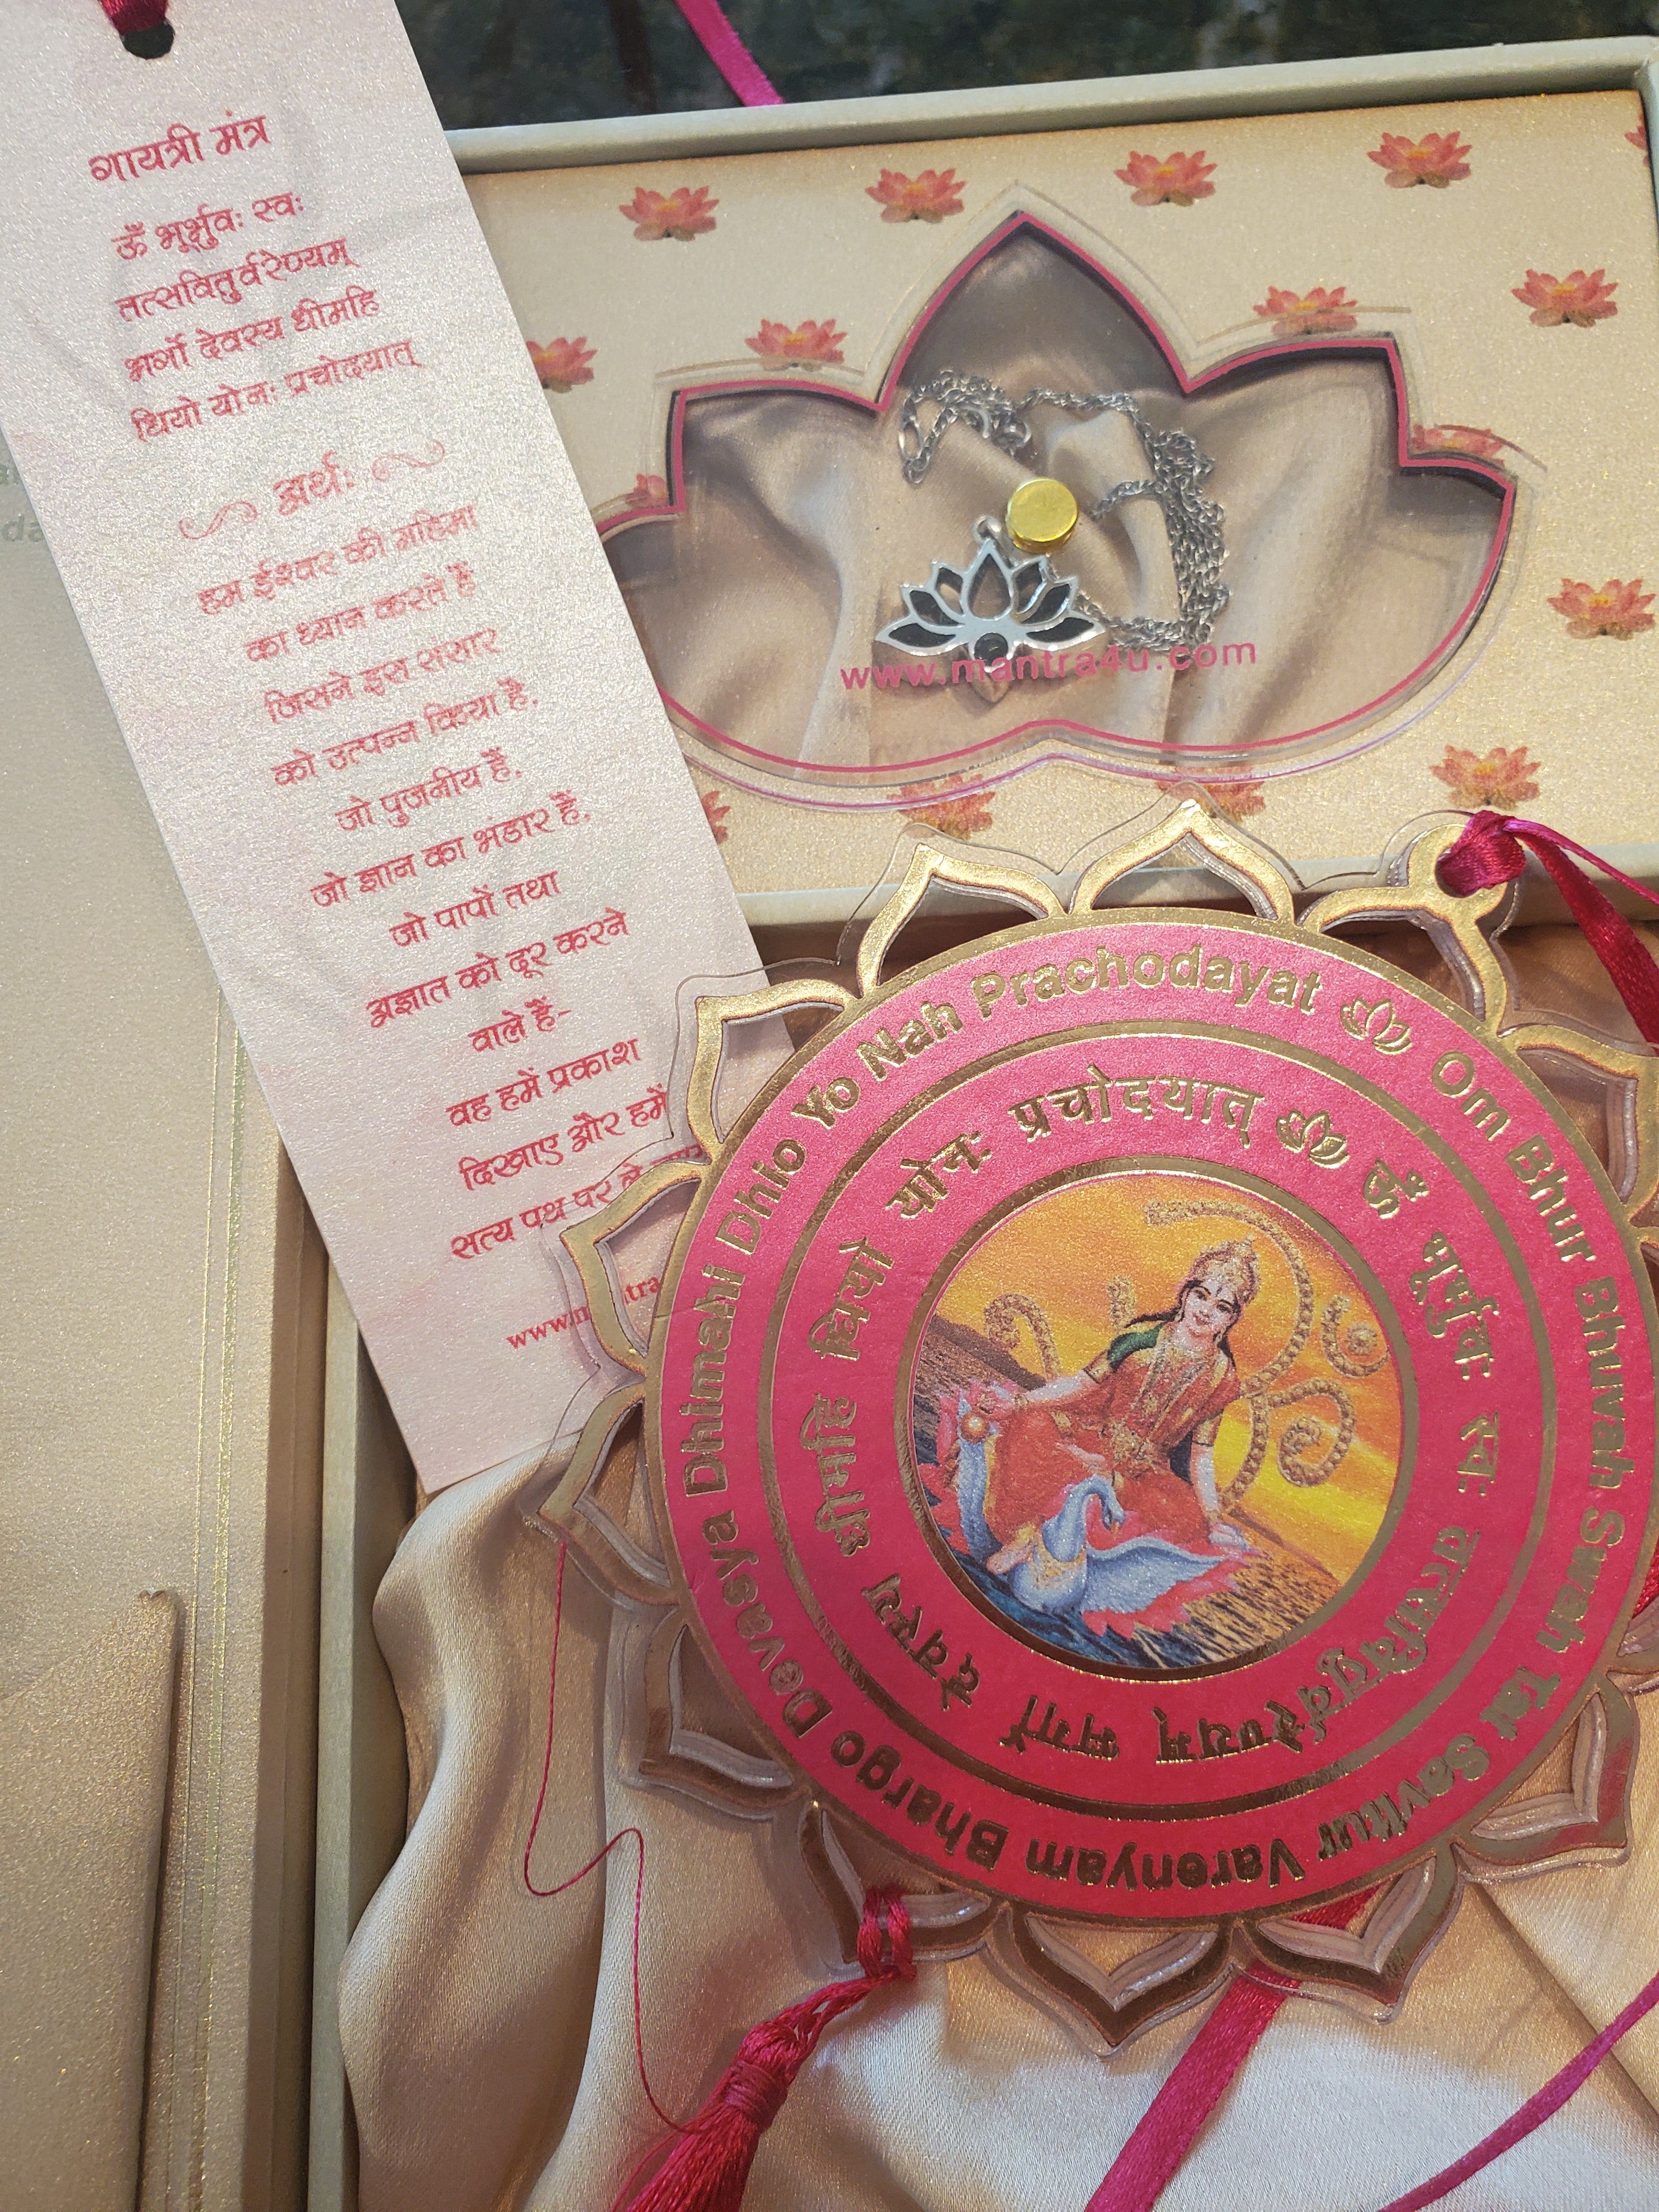 गायत्री मंत्र
ॐ भूर्भुवः स्वः
तत्सवितुर्वरेण्यम्
भर्गो देवस्य धीमहि
धियो योनः प्रचोदयात्
अर्थः
हम ईश्वर की महिमा
का ध्यान करते हैं
जिसने इस संसार
को उत्पन्न किया है,
जो पुजनीय है,
जो ज्ञान का भंडार हैं,
जो पापों तथा
अज्ञात को दूर करने
वाले हैं-
वह हमें प्रकाश
दिखाए और हमें
सत्य पथ पर
www.mantra4u.com
Om Bhur Bhuvah Swah Tat Savitur Varenyam Bhargo Devasya Dhimahi Dhio Yo Nah Prachodayat
ॐ भूर्भुवः स्वः तत्सवितुर्वरेण्यम् भर्गो देवस्य धीमहि धियो योनः प्रचोदयात्